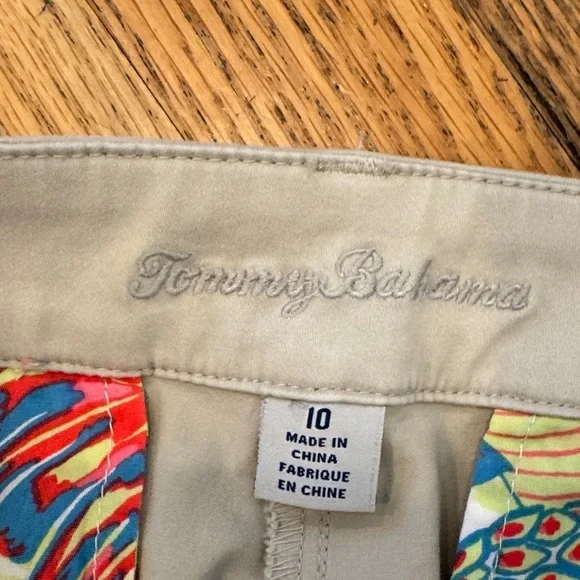 Tommy Bahama
10
MADE IN
CHINA
FABRIQUE
EN CHINE